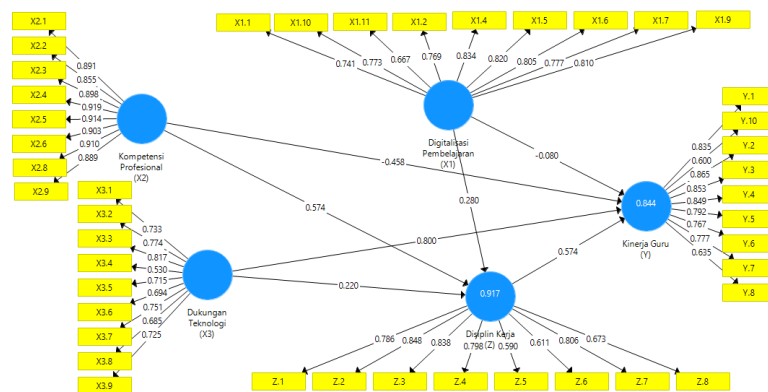 X2.1
X2.2
X2.3
X2.4
X2.5
X2.6
X2.8
X2.9
0.891
0.855
0.898
0.919
0.914
0.903
0.910
0.889
Kompetensi
Profesional
(X2)
X1.1
X1.10
X1.11
X1.2
X1.4
X1.5
X1.6
X1.7
X1.9
0.741
0.773
0.667
0.769
0.834
0.820
0.805
0.777
0.810
Digitalisasi
Pembelajaran
(X1)
-0.458
-0.080
0.574
0.280
0.800
0.220
0.574
X3.1
X3.2
X3.3
X3.4
X3.5
X3.6
X3.7
X3.8
X3.9
0.733
0.774
0.817
0.530
0.715
0.694
0.751
0.685
0.725
Dukungan
Teknologi
(X3)
Y.1
Y.10
Y.2
Y.3
Y.4
Y.5
Y.6
Y.7
Y.8
0.835
0.600
0.865
0.853
0.849
0.792
0.767
0.777
0.635
0.844
Kinerja Guru
(Y)
0.917
Disiplin Kerja
(Z)
0.786
0.848
0.838
0.798
0.590
0.611
0.806
0.673
Z.1
Z.2
Z.3
Z.4
Z.5
Z.6
Z.7
Z.8